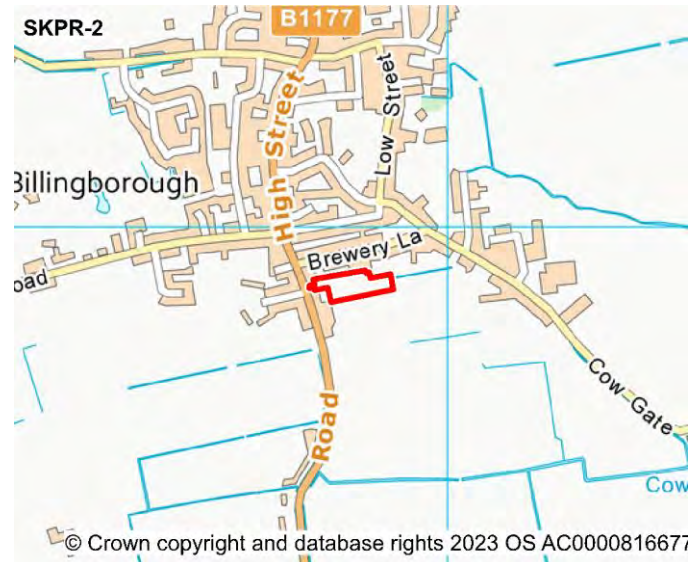 SKPR-2
B1177
High Street
Low Street
Billingborough
Brewery La
oad
Cow Gate
Road
Cow
© Crown copyright and database rights 2023 OS AC0000816677